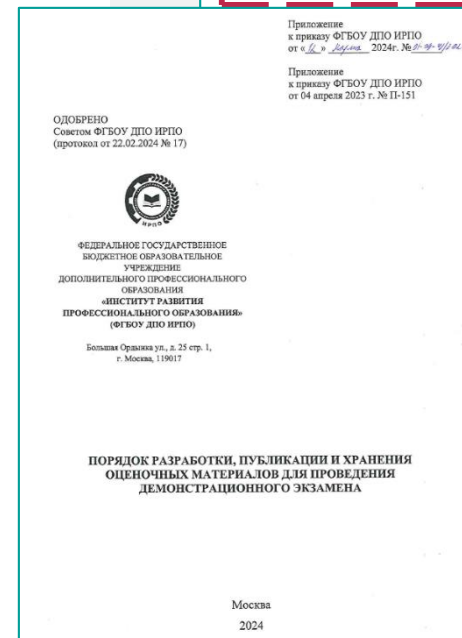 Приложение
к приказу ФГБОУ ДПО ИРПО
от « » марта 2024г. №
Приложение
к приказу ФГБОУ ДПО ИРПО
от 04 апреля 2023 г. № П-151
ОДОБРЕНО
Советом ФГБОУ ДПО ИРПО
(протокол от 22.02.2024 № 17)
ИРПО
ФЕДЕРАЛЬНОЕ ГОСУДАРСТВЕННОЕ
БЮДЖЕТНОЕ ОБРАЗОВАТЕЛЬНОЕ
УЧРЕЖДЕНИЕ
ДОПОЛНИТЕЛЬНОГО ПРОФЕССИОНАЛЬНОГО
ОБРАЗОВАНИЯ
«ИНСТИТУТ РАЗВИТИЯ
ПРОФЕССИОНАЛЬНОГО ОБРАЗОВАНИЯ»
(ФГБОУ ДПО ИРПО)
Большая Ордынка ул., д. 25 стр. 1,
г. Москва, 119017
ПОРЯДОК РАЗРАБОТКИ, ПУБЛИКАЦИИ И ХРАНЕНИЯ
ОЦЕНОЧНЫХ МАТЕРИАЛОВ ДЛЯ ПРОВЕДЕНИЯ
ДЕМОНСТРАЦИОННОГО ЭКЗАМЕНА
Москва
2024